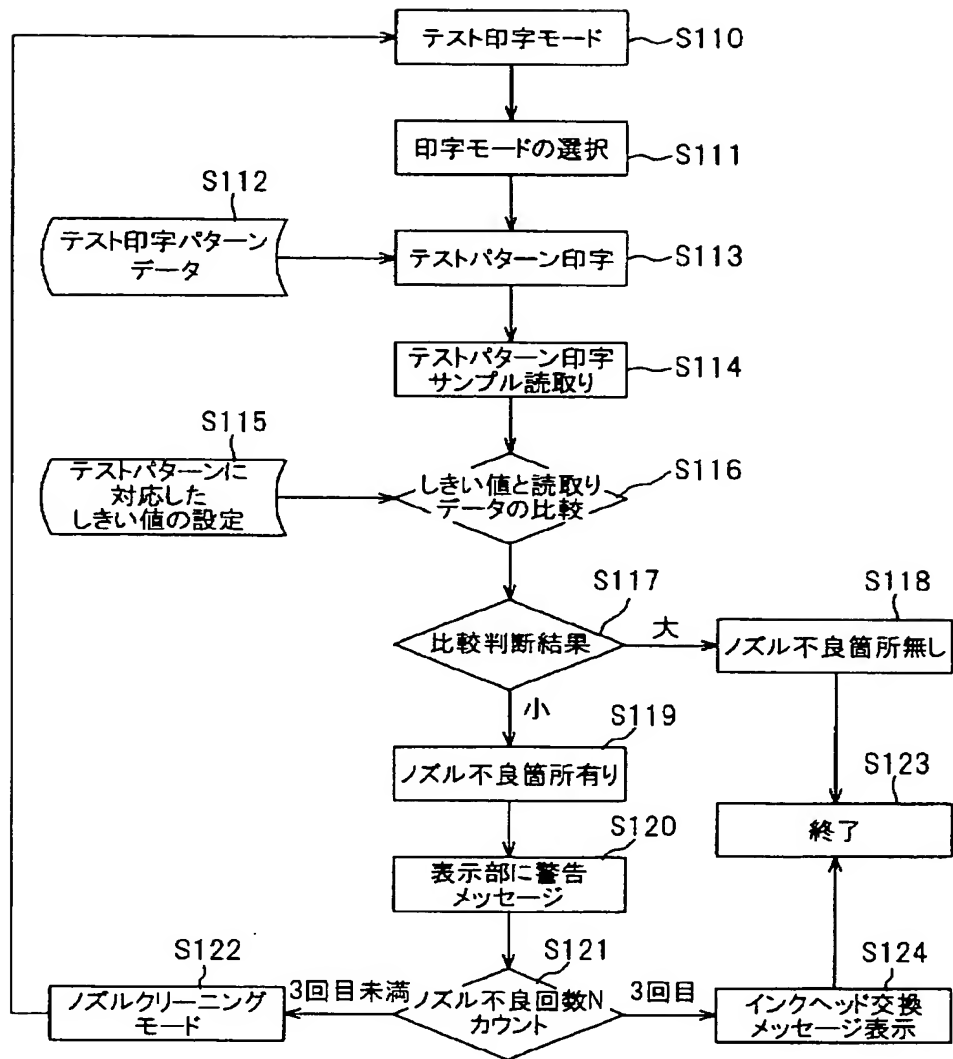 テスト印字モード
S110
印字モードの選択
S111
S112
テスト印字パターン
データ
テストパターン印字
S113
テストパターン印字
サンプル読取り
S114
S115
テストパターンに
対応した
しきい値の設定
しきい値と読取り
データの比較
S116
S117
比較判断結果
大
S118
ノズル不良箇所無し
小
S119
ノズル不良箇所有り
S123
終了
S120
表示部に警告
メッセージ
S121
ノズル不良回数N
カウント
3回目未満
S122
ノズルクリーニング
モード
3回目
S124
インクヘッド交換
メッセージ表示